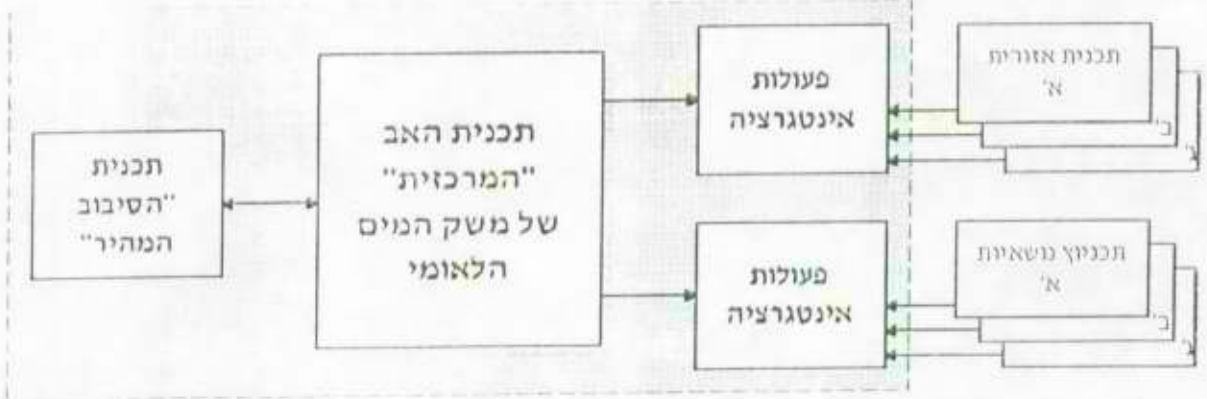 תכנית אזורית
א'
ב'
פעולות
אינטגרציה
תכנית האב
"המרכזית"
של משק המים
הלאומי
תכנית
"הסיבוב
המהיר"
תכניות נושאיות
א'
ב'
פעולות
אינטגרציה